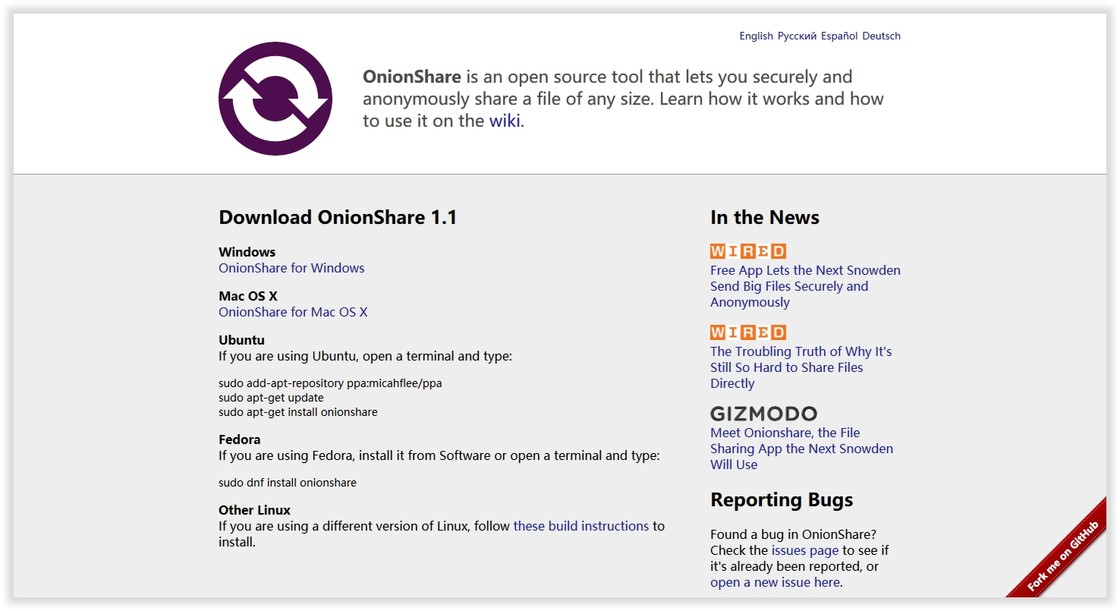 English Русский Español Deutsch
OnionShare is an open source tool that lets you securely and
anonymously share a file of any size. Learn how it works and how
to use it on the wiki.
Download OnionShare 1.1
Windows
OnionShare for Windows
Mac OS X
OnionShare for Mac OS X
Ubuntu
If you are using Ubuntu, open a terminal and type:
sudo add-apt-repository ppa:micahflee/ppa
sudo apt-get update
sudo apt-get install onionshare
Fedora
If you are using Fedora, install it from Software or open a terminal and type:
sudo dnf install onionshare
Other Linux
If you are using a different version of Linux, follow these build instructions to
install.
In the News
WIRED
Free App Lets the Next Snowden
Send Big Files Securely and
Anonymously
WIRED
The Troubling Truth of Why It's
Still So Hard to Share Files
Directly
GIZMODO
Meet Onionshare, the File
Sharing App the Next Snowden
Will Use
Reporting Bugs
Found a bug in OnionShare?
Check the issues page to see if
it's already been reported, or
open a new issue here.
Fork me on GitHub